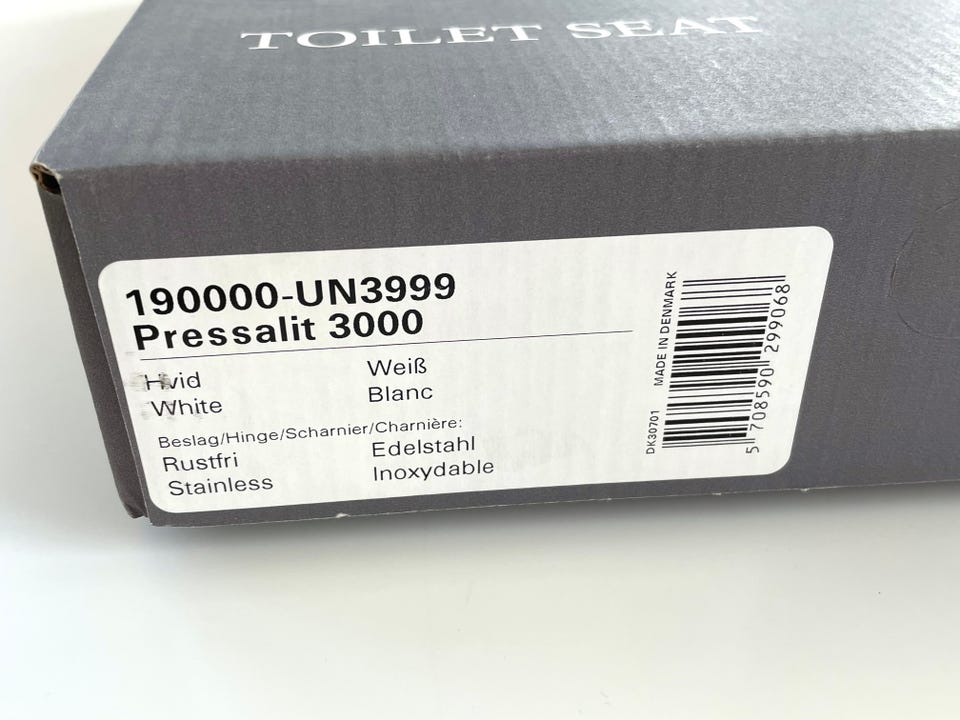 TOILET SEAT
190000-UN3999
Pressalit 3000
Hvid
White
Weiß
Blanc
Beslag/Hinge/Scharnier/Charnière:
Rustfri
Stainless
Edelstahl
Inoxydable
DK30701
MADE IN DENMARK
5 708590 299068